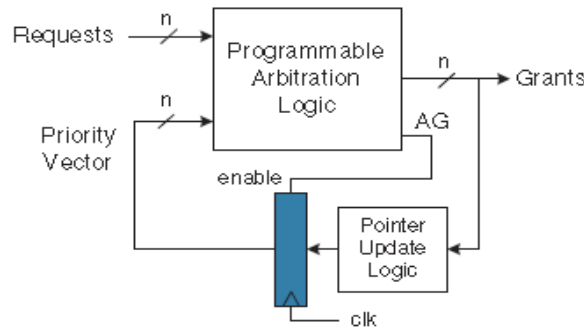 n
Requests
Programmable
Arbitration
Logic
n
Grants
n
AG
Priority
Vector
enable
Pointer
Update
Logic
clk